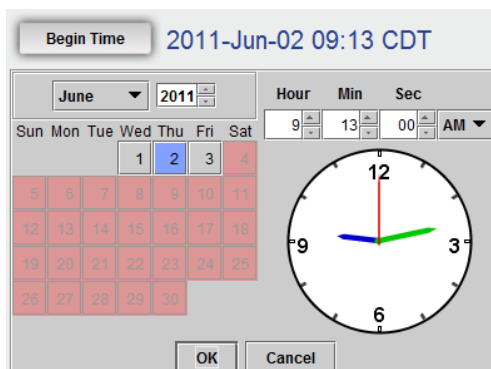 Begin Time 2011-Jun-02 09:13 CDT
June 2011 Hour Min Sec
9 13 00 AM
Sun Mon Tue Wed Thu Fri Sat
1 2 3 4
5 6 7 8 9 10 11
12 13 14 15 16 17 18
19 20 21 22 23 24 25
26 27 28 29 30
12
9 3
6
OK Cancel